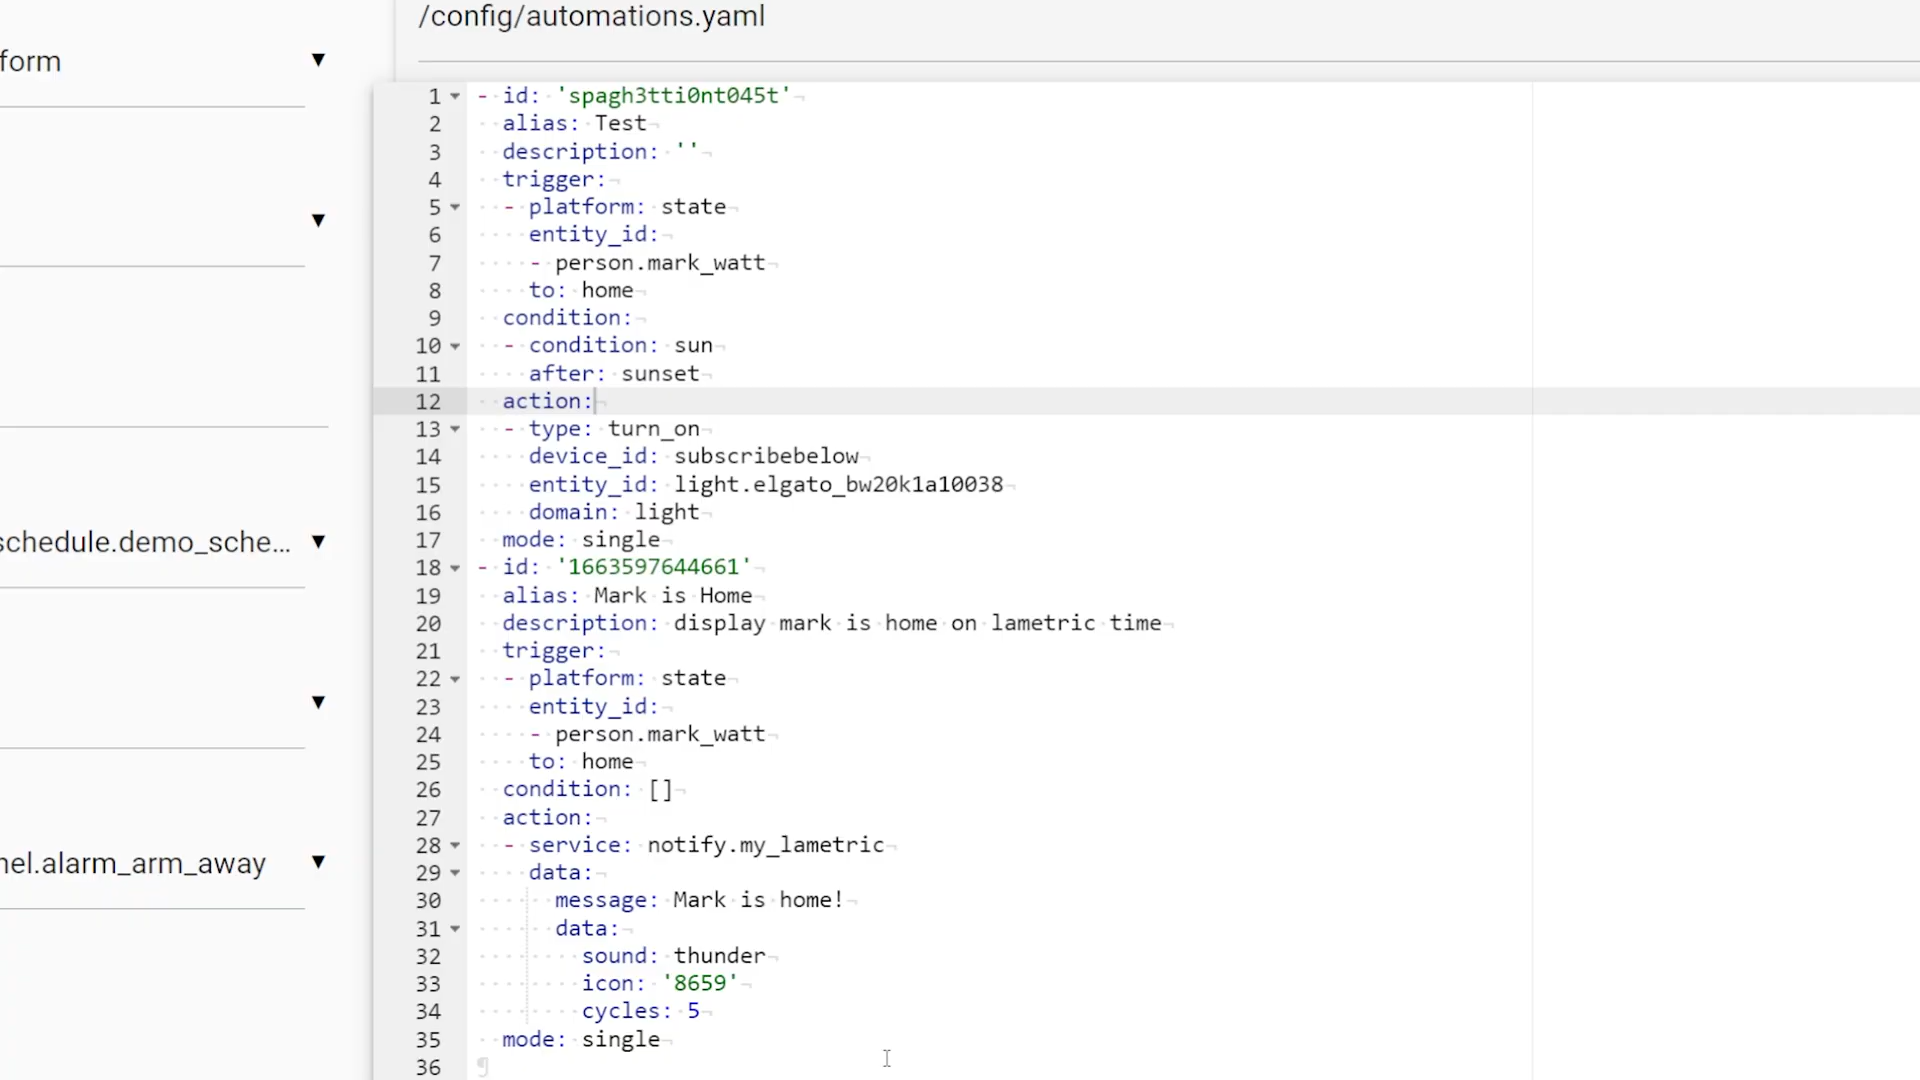 /config/automations.yaml
form
schedule.demo_sche...
nel.alarm_arm_away
1 - id: 'spagh3tti0nt045t'
2 alias: Test
3 description: ''
4 trigger:
5 - platform: state
6 entity_id:
7 - person.mark_watt
8 to: home
9 condition:
10 - condition: sun
11 after: sunset
12 action:
13 - type: turn_on
14 device_id: subscribebelow
15 entity_id: light.elgato_bw20k1a10038
16 domain: light
17 mode: single
18 - id: '1663597644661'
19 alias: Mark is Home
20 description: display mark is home on lametric time
21 trigger:
22 - platform: state
23 entity_id:
24 - person.mark_watt
25 to: home
26 condition: []
27 action:
28 - service: notify.my_lametric
29 data:
30 message: Mark is home!
31 data:
32 sound: thunder
33 icon: '8659'
34 cycles: 5
35 mode: single
36